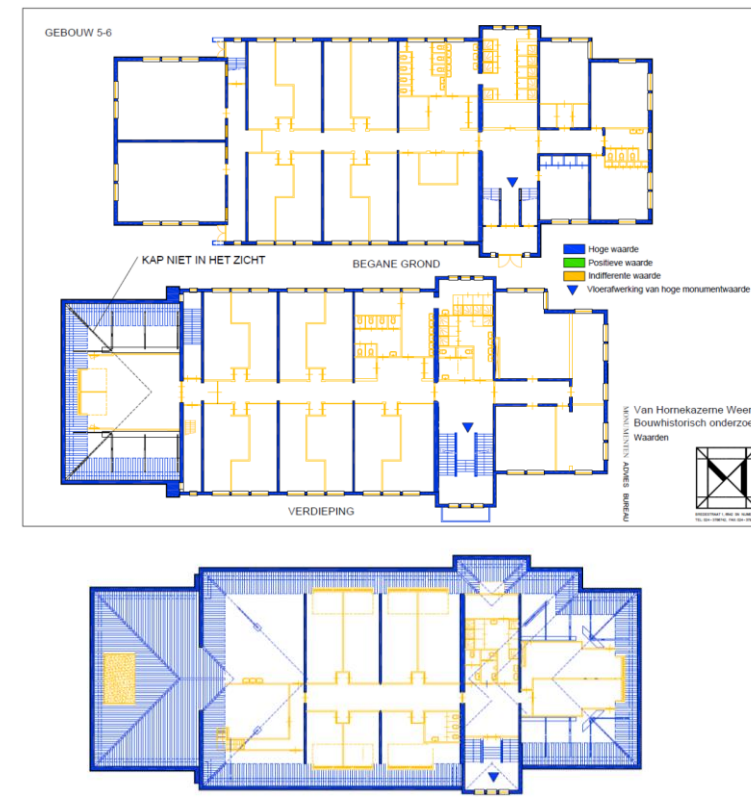 GEBOUW 5-6
KAP NIET IN HET ZICHT
BEGANE GROND
Hoge waarde
Positieve waarde
Indifferente waarde
Vloerafwerking van hoge monumentwaarde
VERDIEPING
MONUMENTEN ADVIES BUREAU
Van Hornekazerne Weer
Bouwhistorisch onderzoe
Waarden